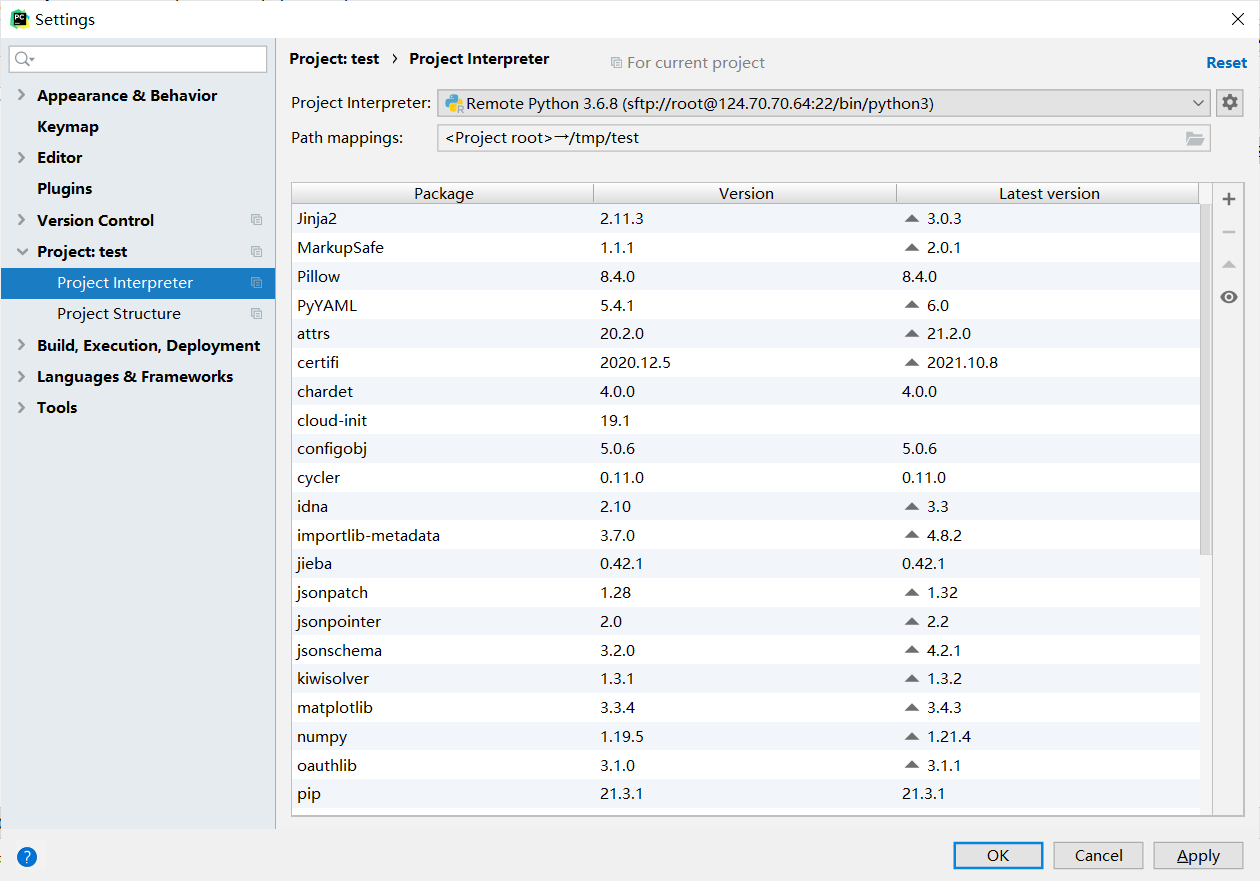 Settings
Project: test › Project Interpreter For current project Reset
Appearance & Behavior
Keymap
Editor
Plugins
Version Control
Project: test
Project Interpreter
Project Structure
Build, Execution, Deployment
Languages & Frameworks
Tools
Project Interpreter: Remote Python 3.6.8 (sftp://root@124.70.70.64:22/bin/python3)
Path mappings: <Project root>→/tmp/test
Package Version Latest version
Jinja2 2.11.3 3.0.3
MarkupSafe 1.1.1 2.0.1
Pillow 8.4.0 8.4.0
PyYAML 5.4.1 6.0
attrs 20.2.0 21.2.0
certifi 2020.12.5 2021.10.8
chardet 4.0.0 4.0.0
cloud-init 19.1
configobj 5.0.6 5.0.6
cycler 0.11.0 0.11.0
idna 2.10 3.3
importlib-metadata 3.7.0 4.8.2
jieba 0.42.1 0.42.1
jsonpatch 1.28 1.32
jsonpointer 2.0 2.2
jsonschema 3.2.0 4.2.1
kiwisolver 1.3.1 1.3.2
matplotlib 3.3.4 3.4.3
numpy 1.19.5 1.21.4
oauthlib 3.1.0 3.1.1
pip 21.3.1 21.3.1
? OK Cancel Apply